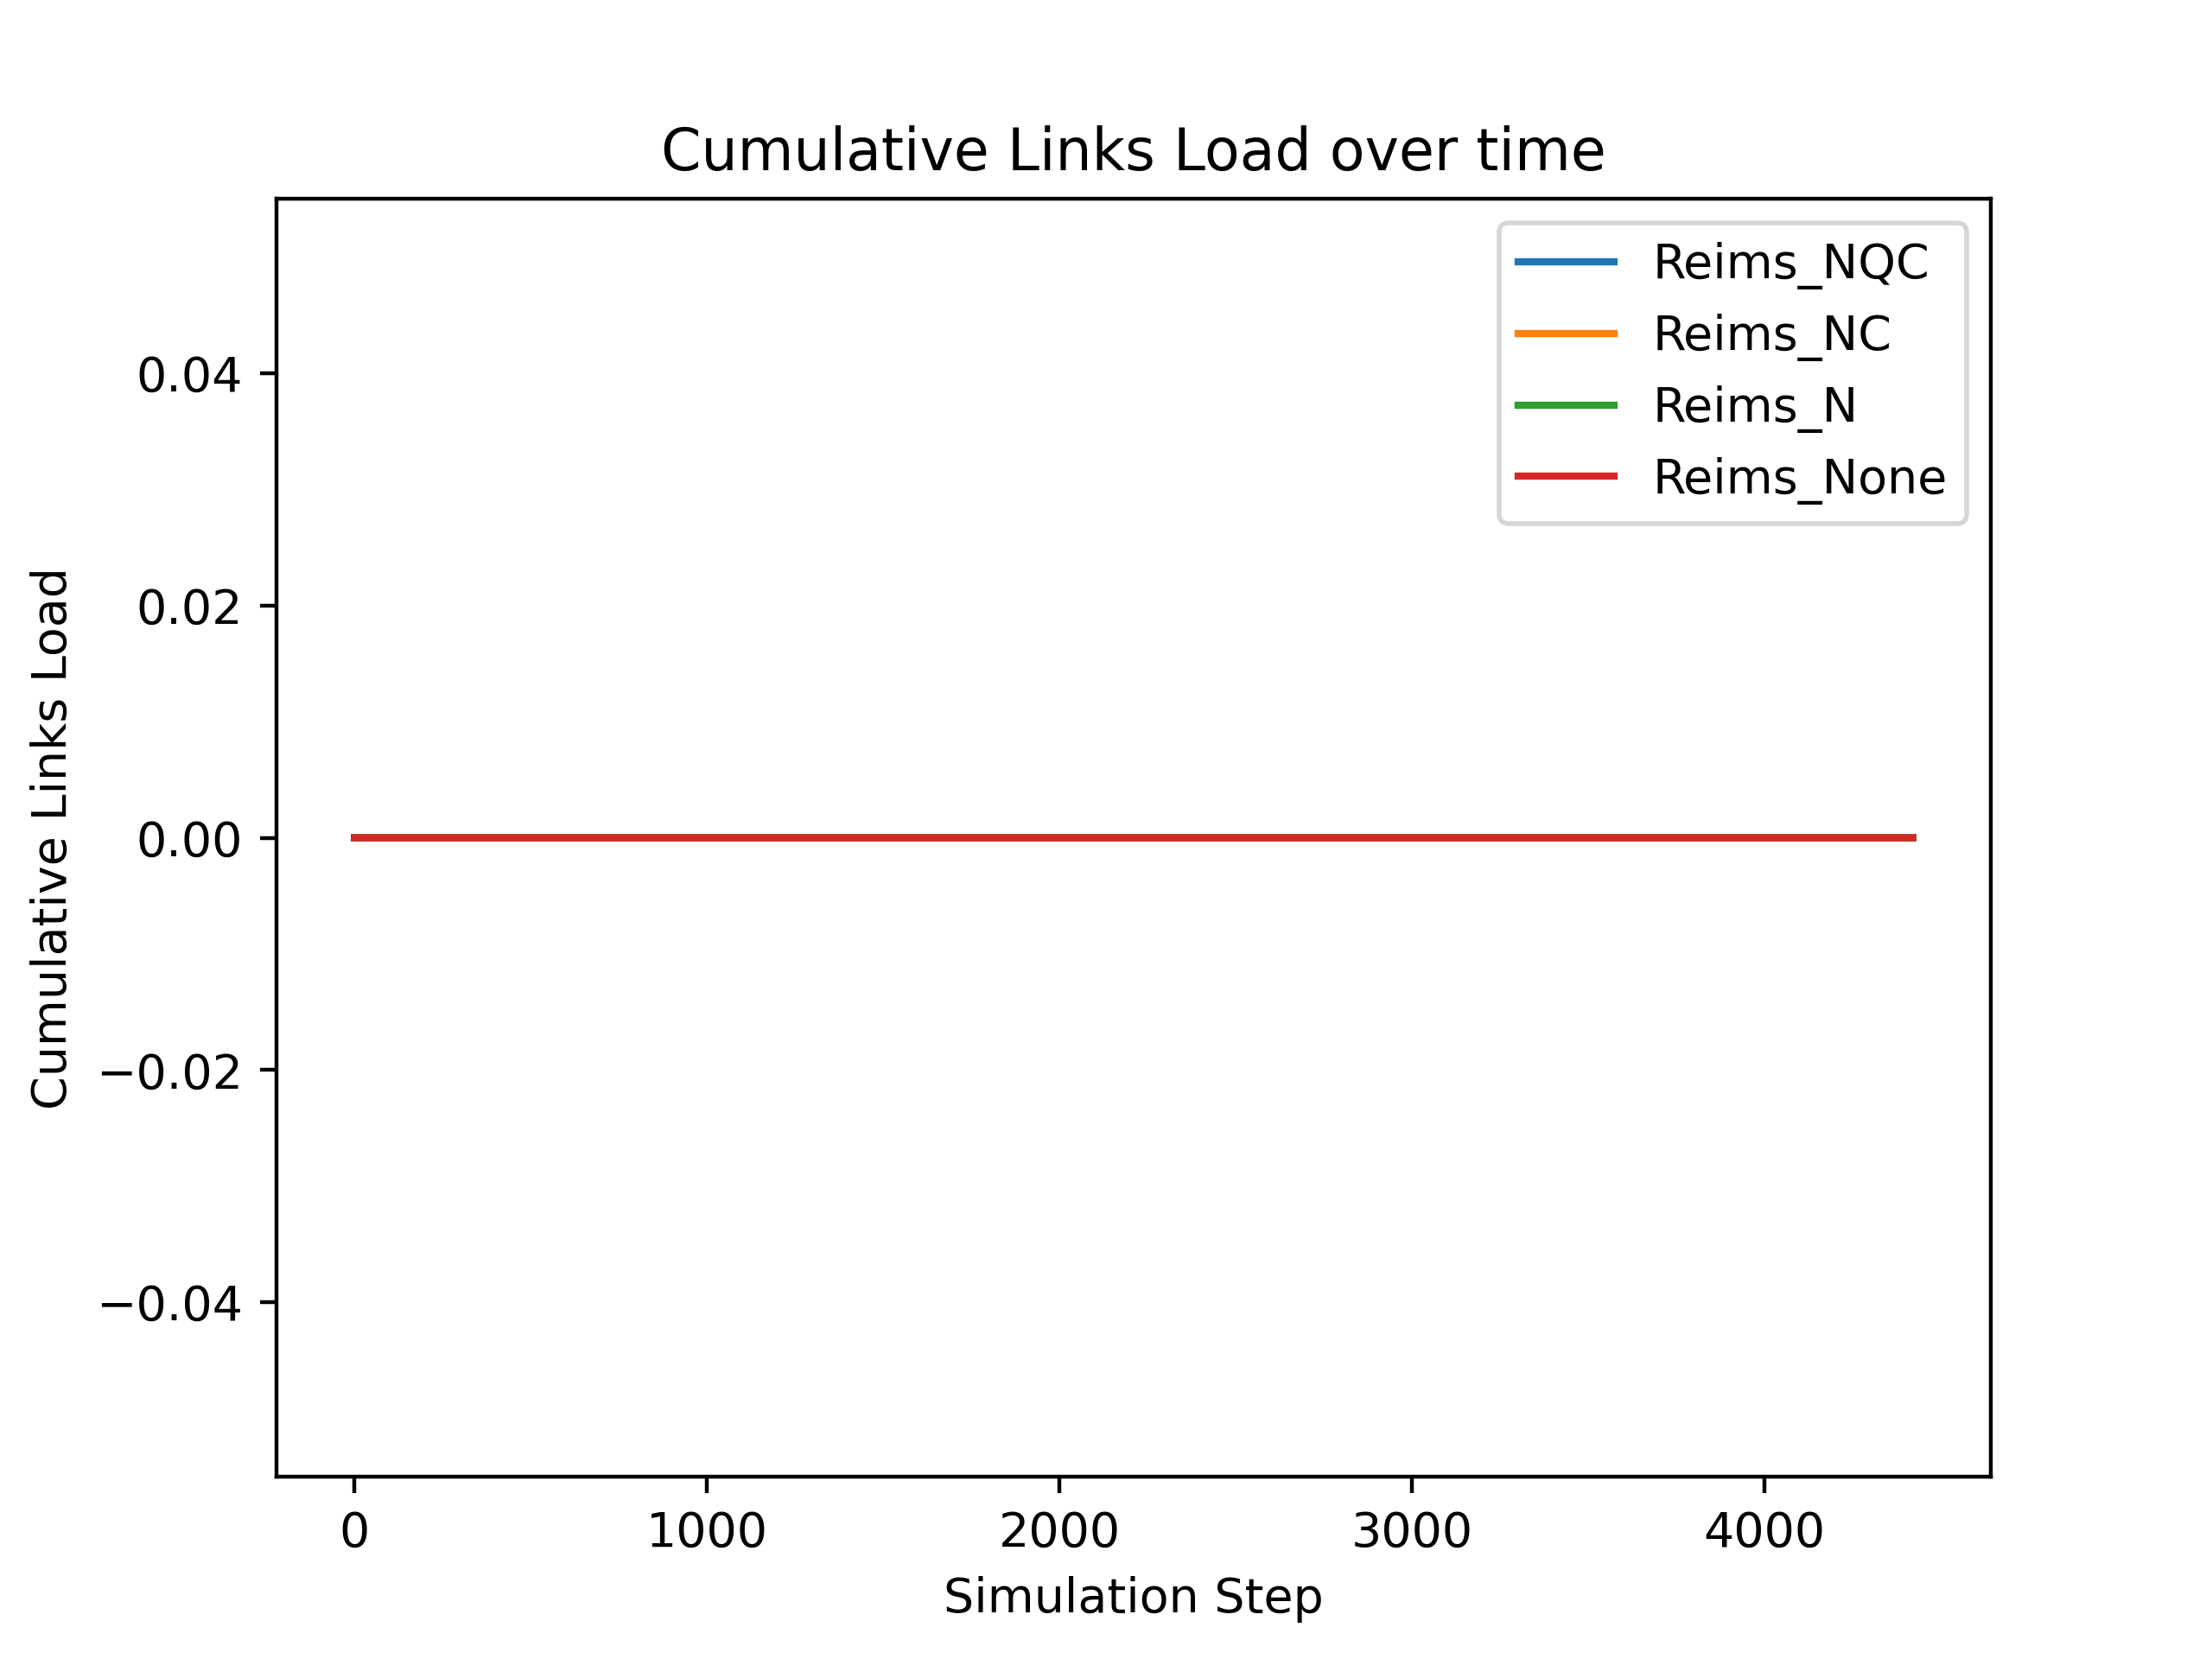 Cumulative Links Load over time
Reims_NQC
Reims_NC
Reims_N
Reims_None
Cumulative Links Load
0.04
0.02
0.00
−0.02
−0.04
0 1000 2000 3000 4000
Simulation Step